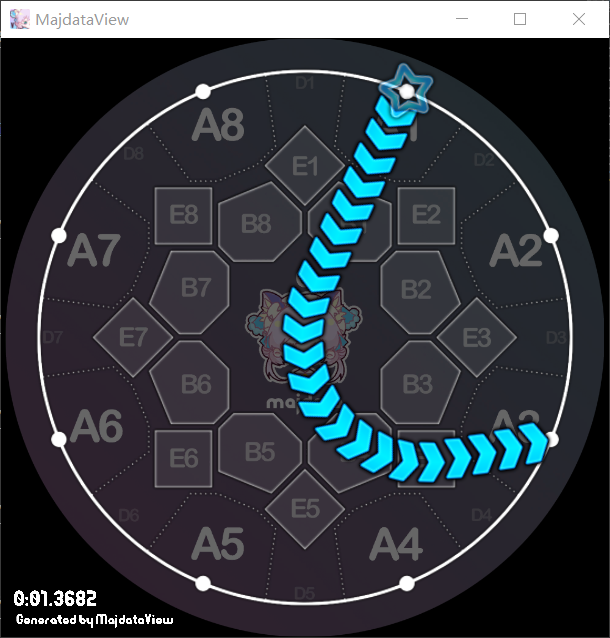 MajdataView
D1
A8
D8
D2
E1
E8
B8
E2
A7
A2
B7
B2
D7
E7
E3
D3
B6
B3
maj
A6
E6
B5
D6
E5
D4
A5
A4
D5
0:01.3682
Generated by MajdataView